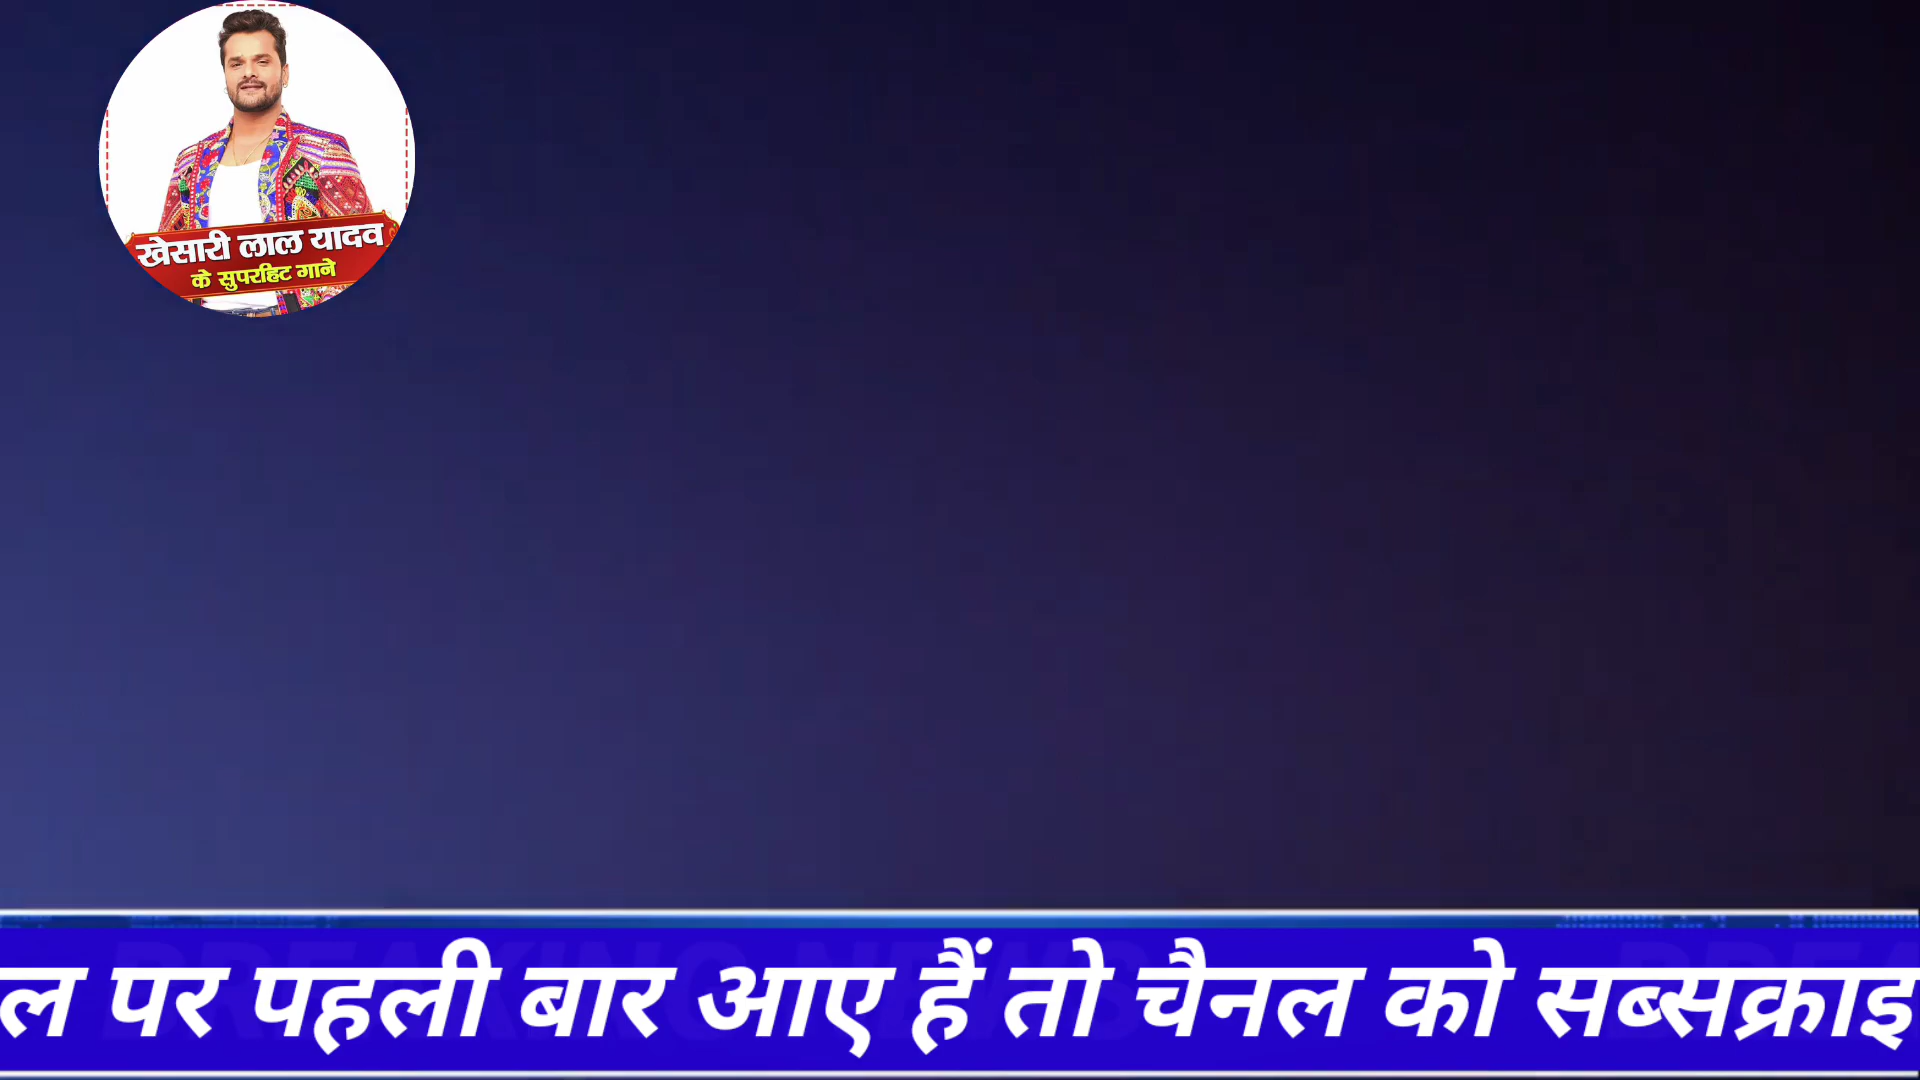 खेसारी लाल यादव
के सुपरहिट गाने
ल पर पहली बार आए हैं तो चैनल को सब्सक्राइ